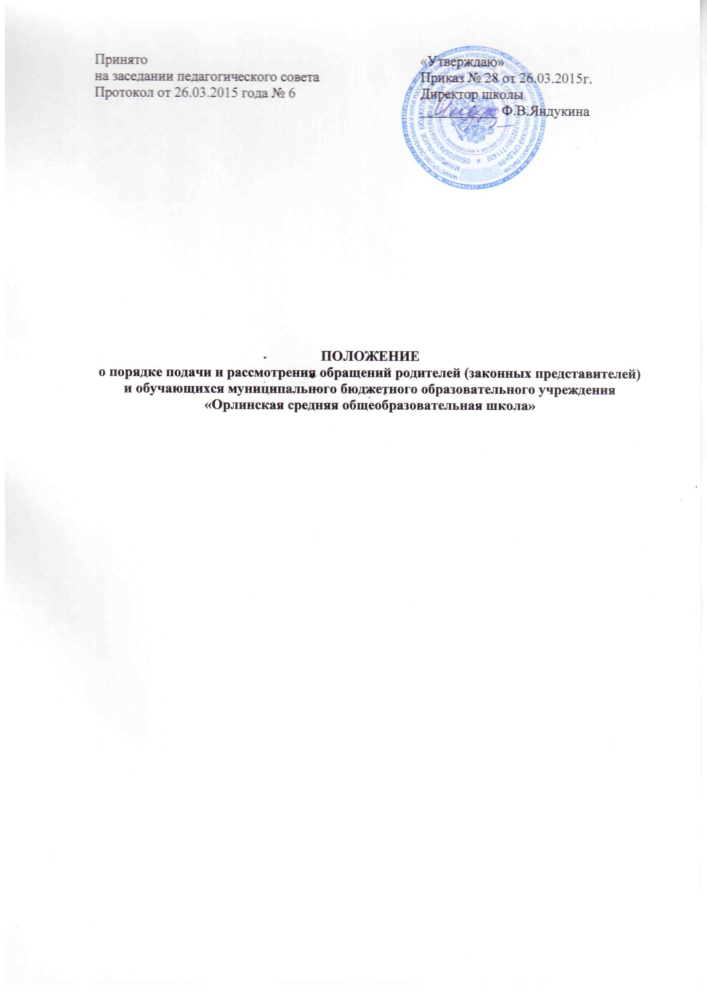 Принято
на заседании педагогического совета
Протокол от 26.03.2015 года № 6
«Утверждаю»
Приказ № 28 от 26.03.2015г.
Директор школы
Ф.В.Яндукина
ПОЛОЖЕНИЕ
о порядке подачи и рассмотрения обращений родителей (законных представителей)
и обучающихся муниципального бюджетного образовательного учреждения
«Орлинская средняя общеобразовательная школа»